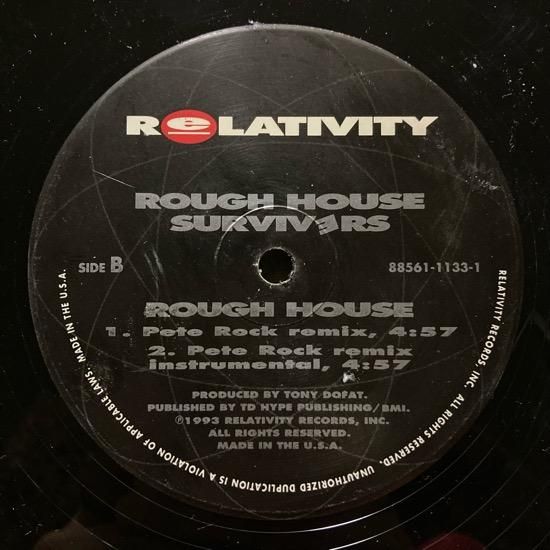 RELATIVITY
ROUGH HOUSE
SURVIVERS
SIDE B
88561-1133-1
ROUGH HOUSE
1. Pete Rock remix, 4:57
2. Pete Rock remix
instrumental, 4:57
PRODUCED BY TONY DOFAT.
PUBLISHED BY TD HYPE PUBLISHING/BMI.
℗1993 RELATIVITY RECORDS, INC.
ALL RIGHTS RESERVED.
MADE IN THE U.S.A.
RELATIVITY RECORDS, INC. ALL RIGHTS RESERVED. UNAUTHORIZED DUPLICATION IS A VIOLATION OF APPLICABLE LAWS. MADE IN THE U.S.A.